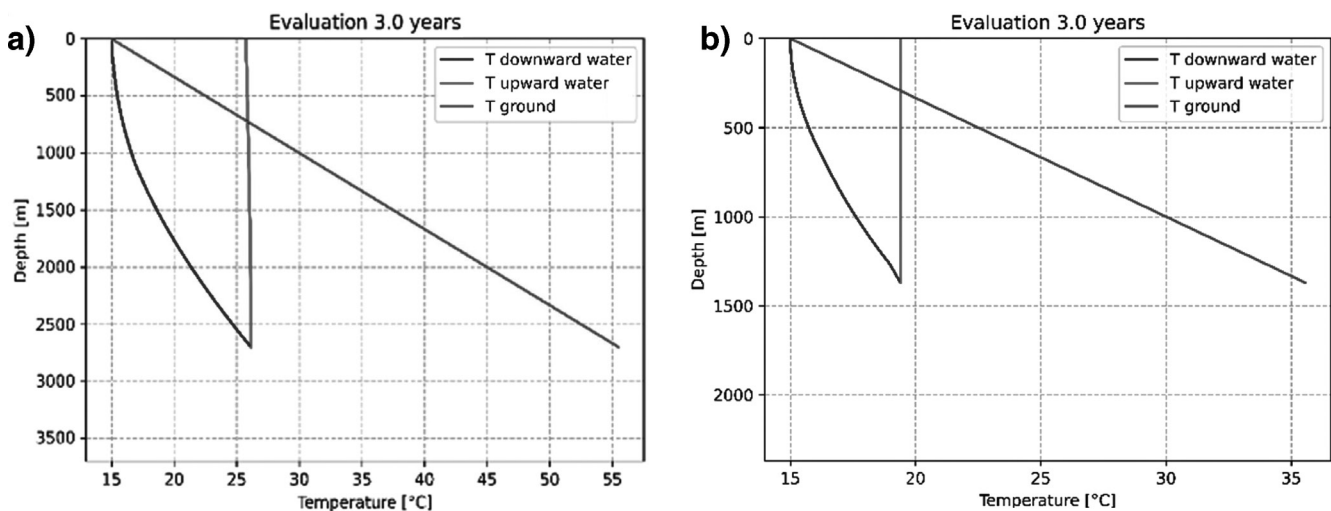 a)
Evaluation 3.0 years
T downward water
T upward water
T ground
0
500
1000
1500
2000
2500
3000
3500
Depth [m]
15
20
25
30
35
40
45
50
55
Temperature [°C]
b)
Evaluation 3.0 years
T downward water
T upward water
T ground
0
500
1000
1500
2000
Depth [m]
15
20
25
30
35
Temperature [°C]